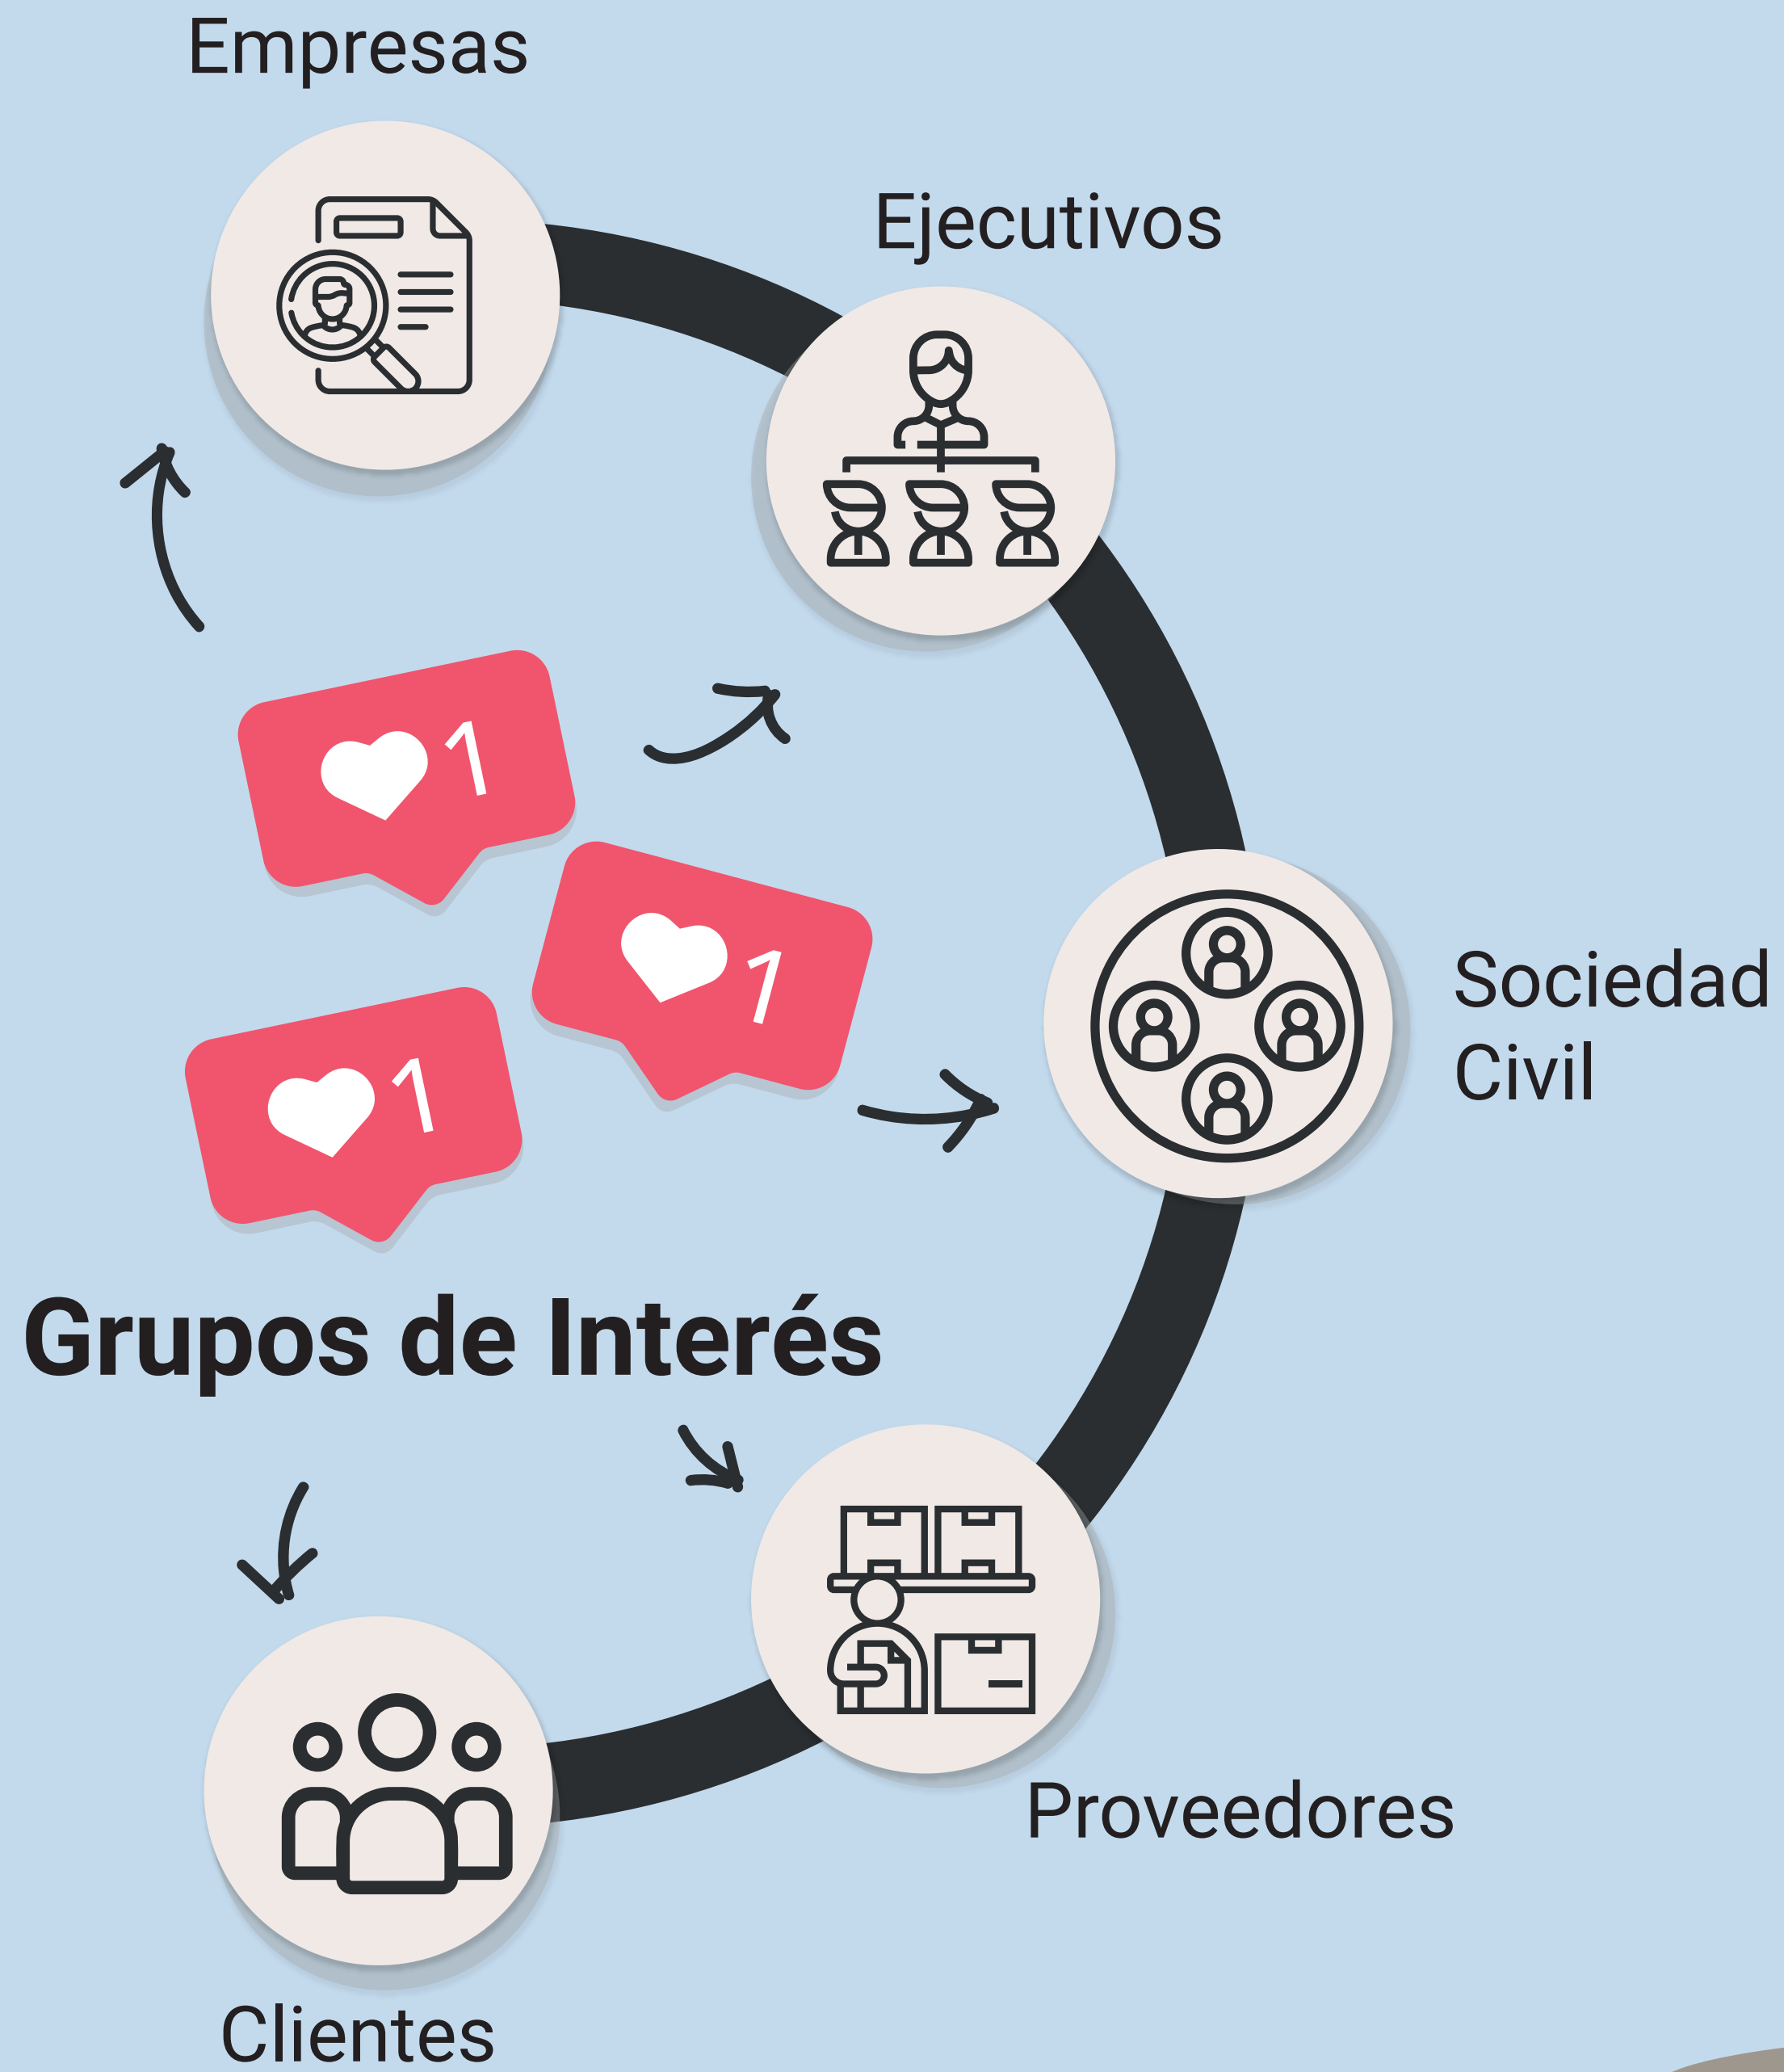 Empresas
Ejecutivos
1
1
1
Sociedad
Civil
Grupos de Interés
Proveedores
Clientes